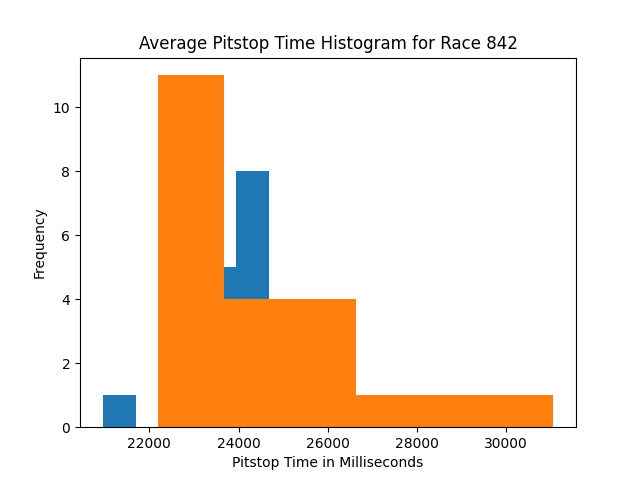 Average Pitstop Time Histogram for Race 842
10
8
6
4
2
0
Frequency
22000 24000 26000 28000 30000
Pitstop Time in Milliseconds